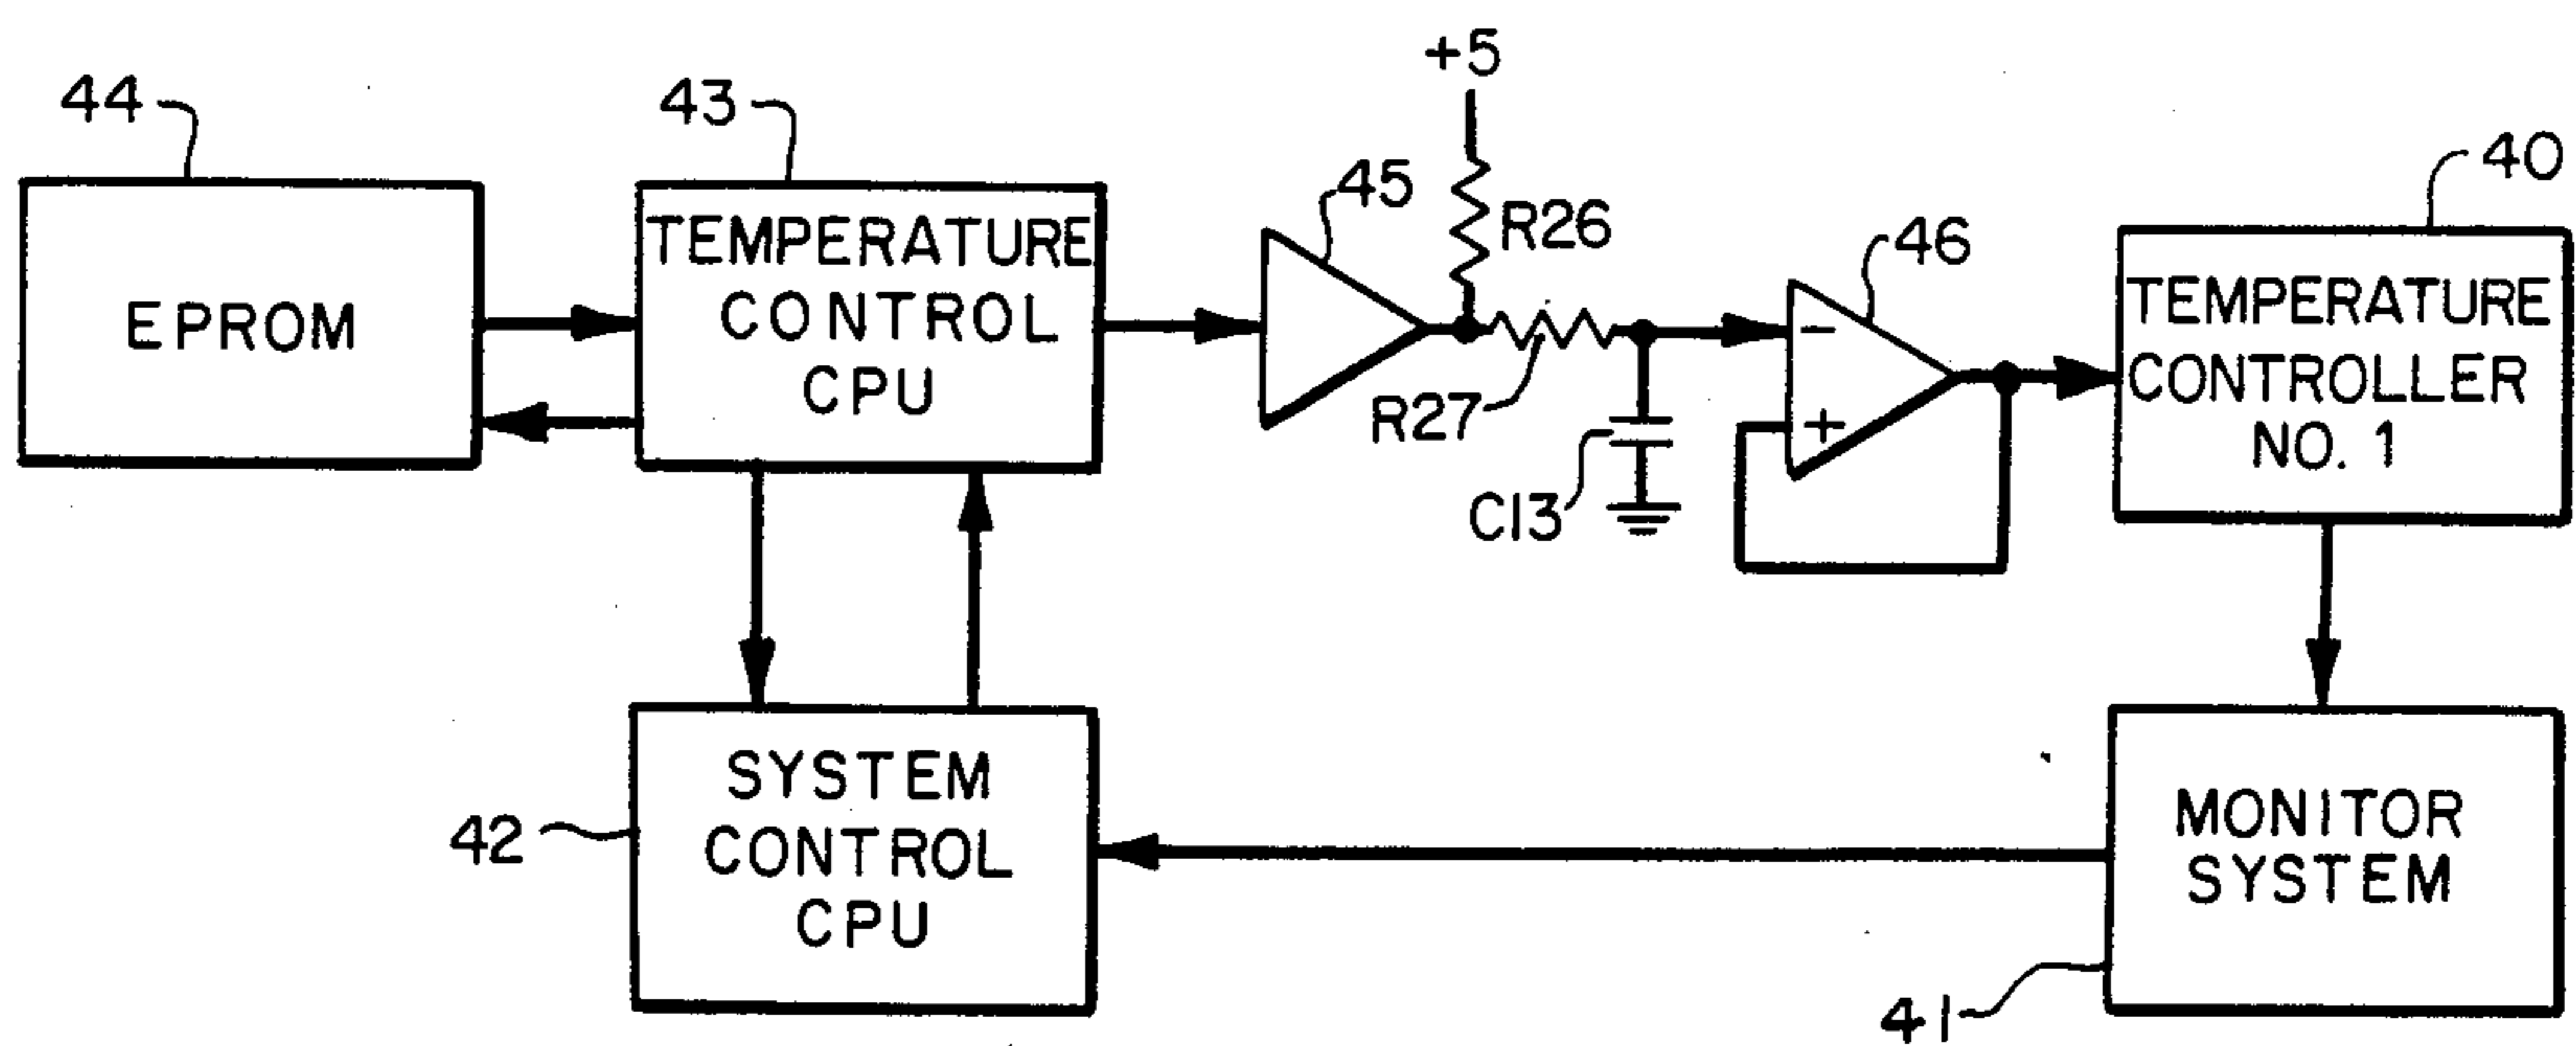 44
43
+5
45
R26
46
40
EPROM
TEMPERATURE
CONTROL
CPU
R27
C13
−
+
TEMPERATURE
CONTROLLER
NO. 1
42
SYSTEM
CONTROL
CPU
MONITOR
SYSTEM
41